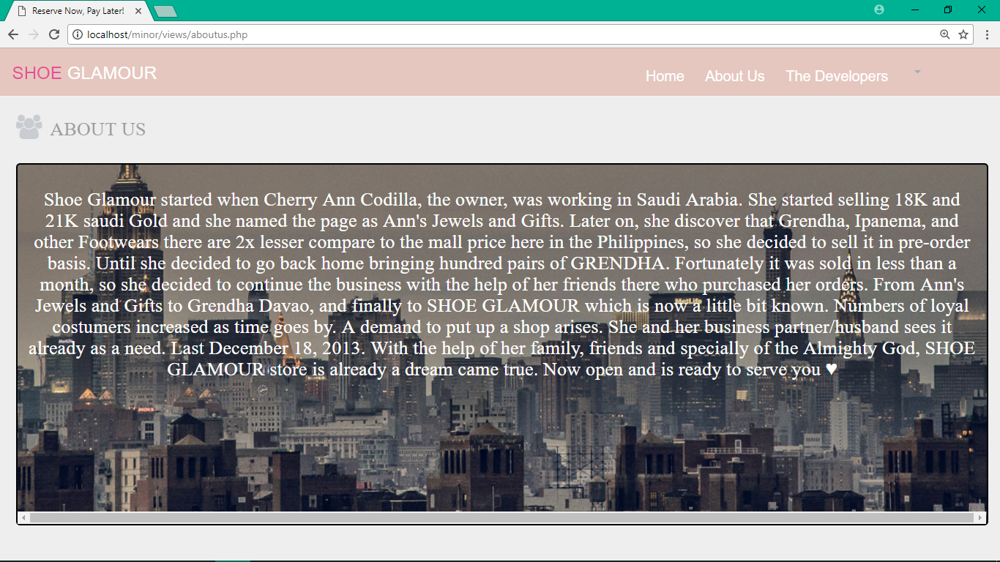 Reserve Now, Pay Later!
localhost/minor/views/aboutus.php
SHOE GLAMOUR
Home About Us The Developers
ABOUT US
Shoe Glamour started when Cherry Ann Codilla, the owner, was working in Saudi Arabia. She started selling 18K and
21K saudi Gold and she named the page as Ann's Jewels and Gifts. Later on, she discover that Grendha, Ipanema, and
other Footwears there are 2x lesser compare to the mall price here in the Philippines, so she decided to sell it in pre-order
basis. Until she decided to go back home bringing hundred pairs of GRENDHA. Fortunately it was sold in less than a
month, so she decided to continue the business with the help of her friends there who purchased her orders. From Ann's
Jewels and Gifts to Grendha Davao, and finally to SHOE GLAMOUR which is now a little bit known. Numbers of loyal
costumers increased as time goes by. A demand to put up a shop arises. She and her business partner/husband sees it
already as a need. Last December 18, 2013. With the help of her family, friends and specially of the Almighty God, SHOE
GLAMOUR store is already a dream came true. Now open and is ready to serve you ♥
MetLife